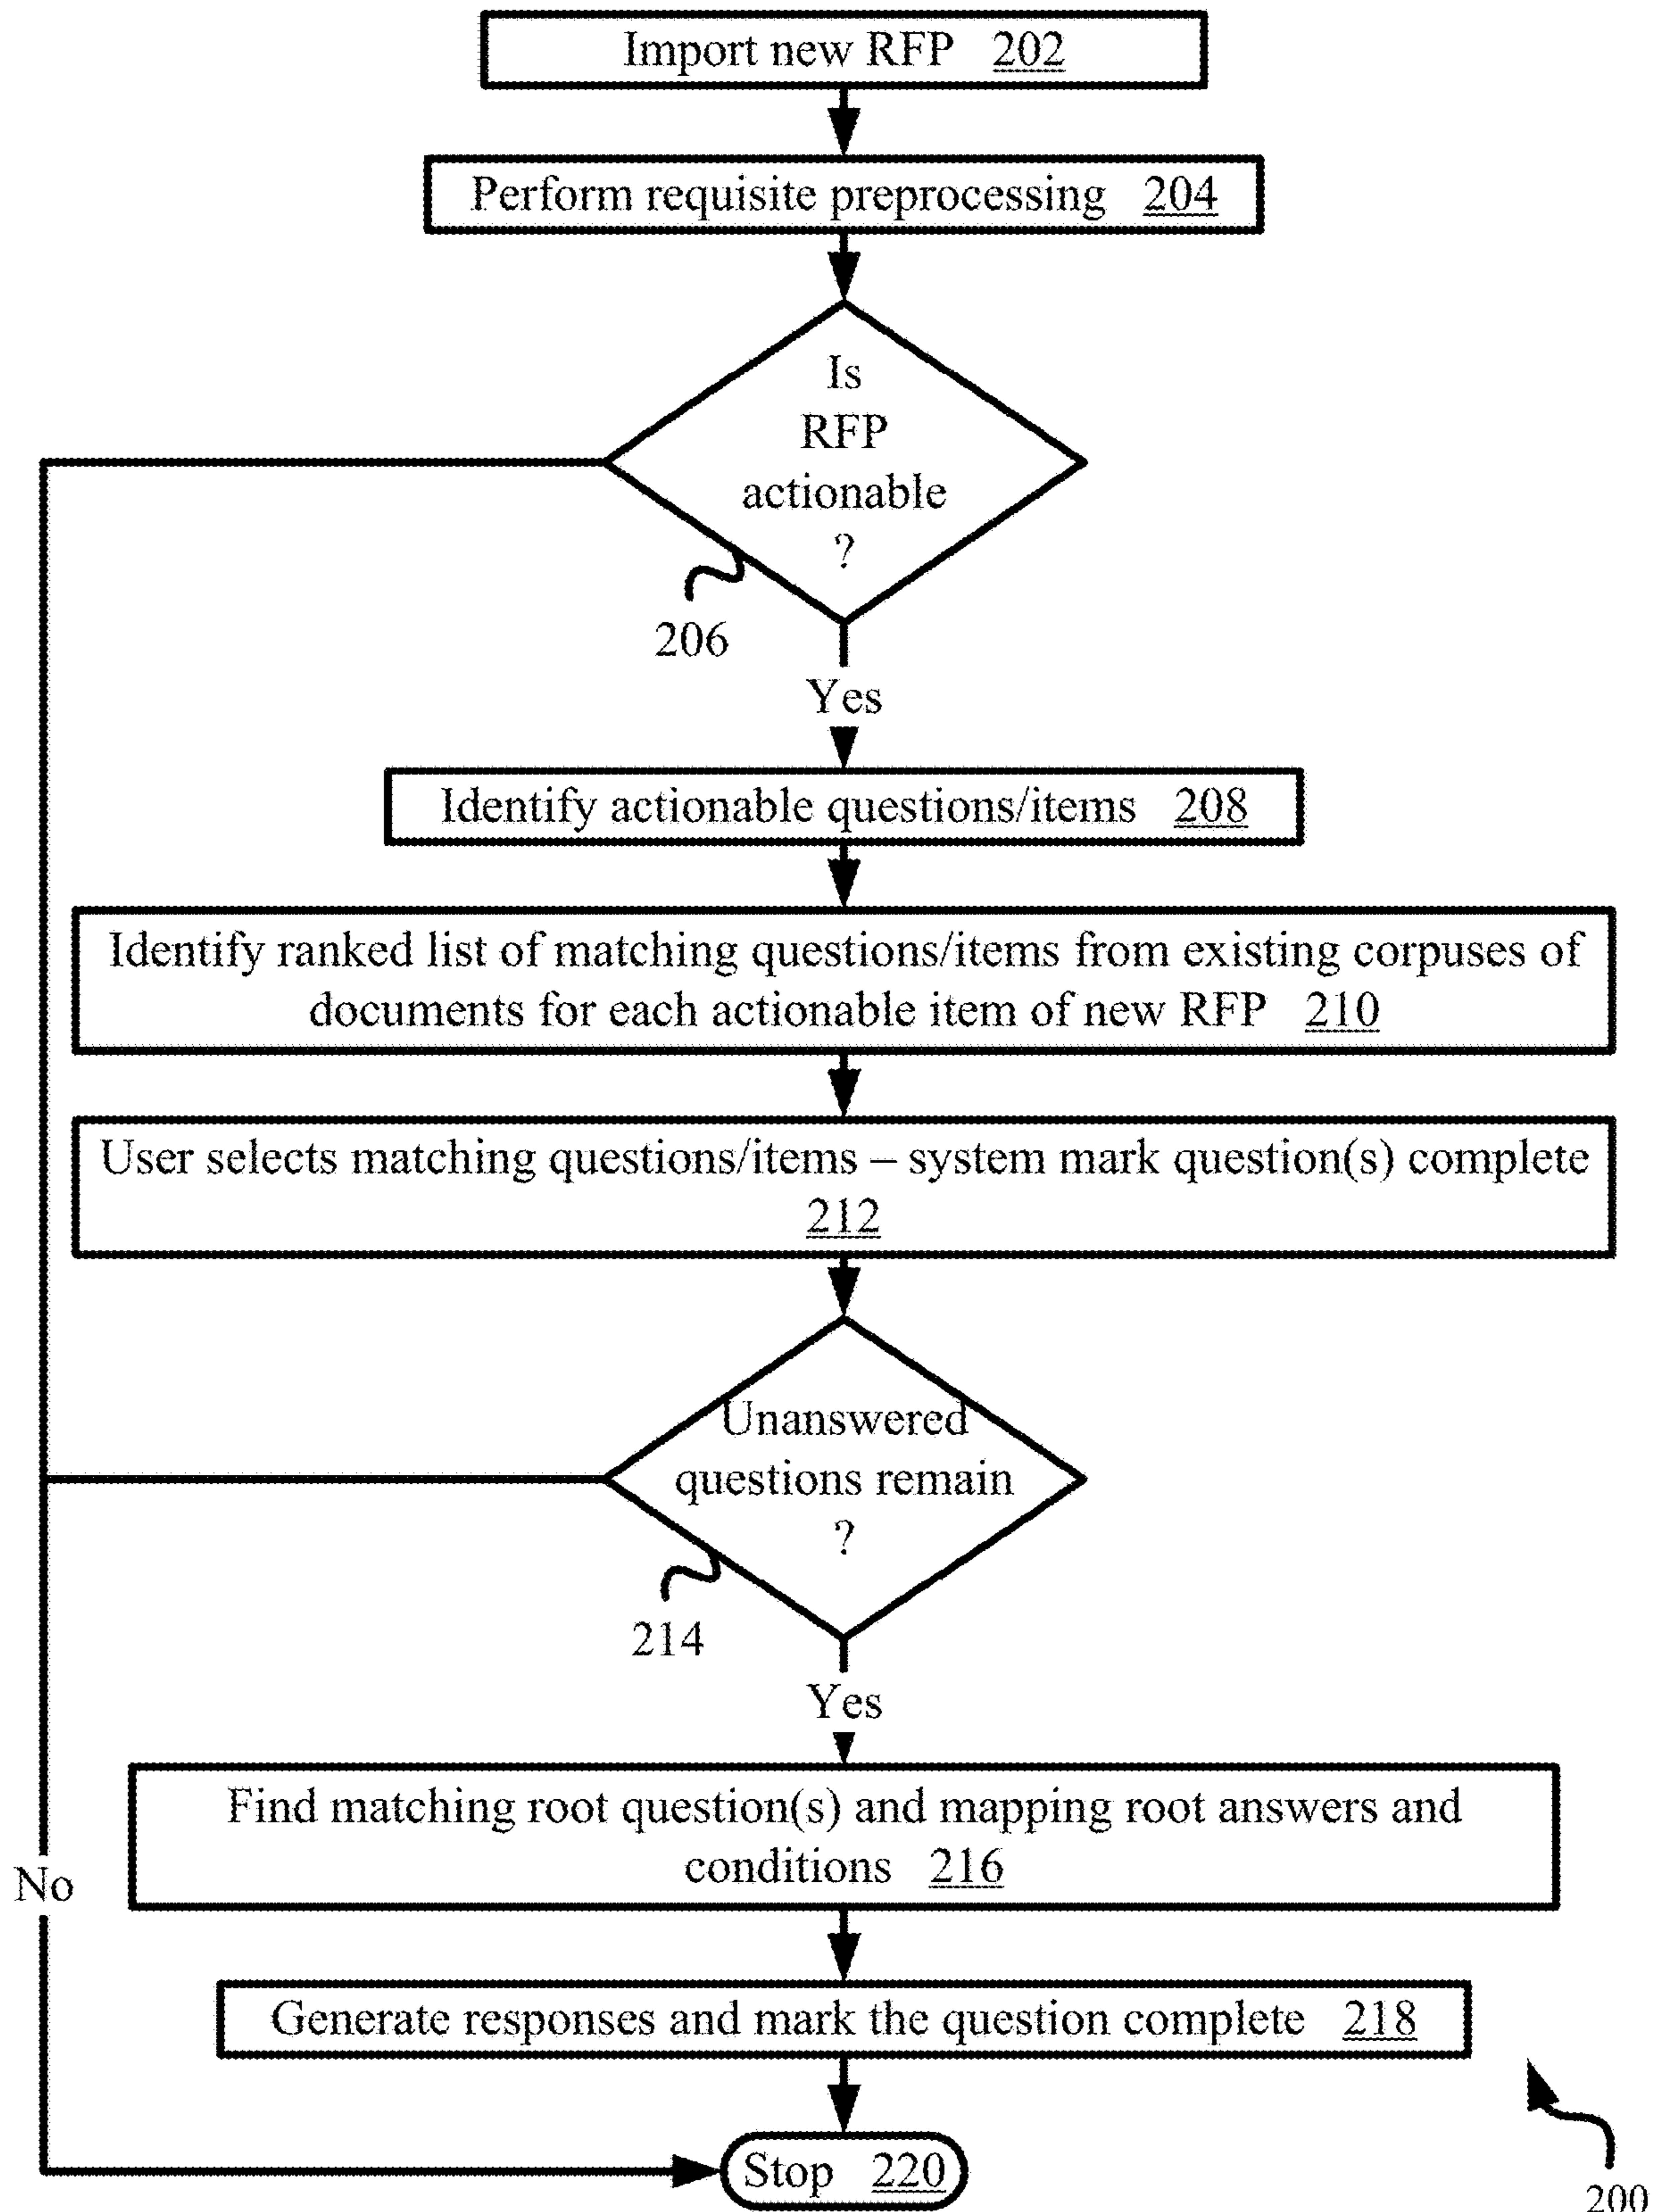 Import new RFP 202
Perform requisite preprocessing 204
Is
RFP
actionable
?
206
Yes
Identify actionable questions/items 208
Identify ranked list of matching questions/items from existing corpuses of
documents for each actionable item of new RFP 210
User selects matching questions/items – system mark question(s) complete
212
Unanswered
questions remain
?
214
Yes
Find matching root question(s) and mapping root answers and
conditions 216
No
Generate responses and mark the question complete 218
Stop 220
200